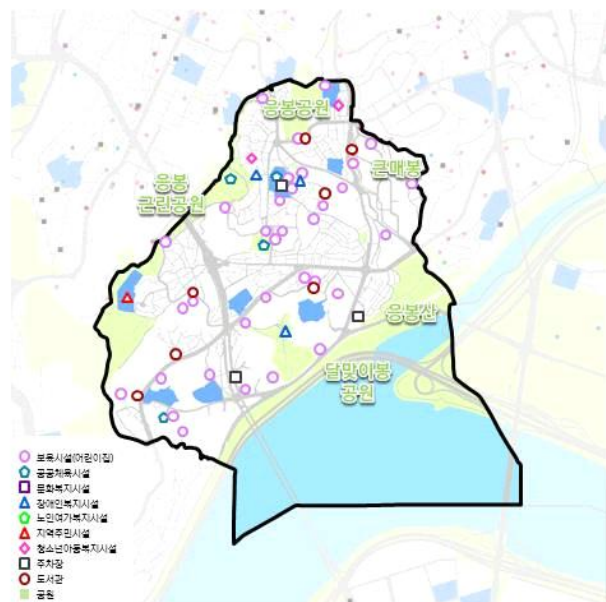 응봉공원
큰매봉
응봉
근린공원
응봉산
달맞이봉
공원
보육시설(어린이집)
공공체육시설
문화복지시설
장애인복지시설
노인여가복지시설
지역주민시설
청소년아동복지시설
주차장
도서관
공원